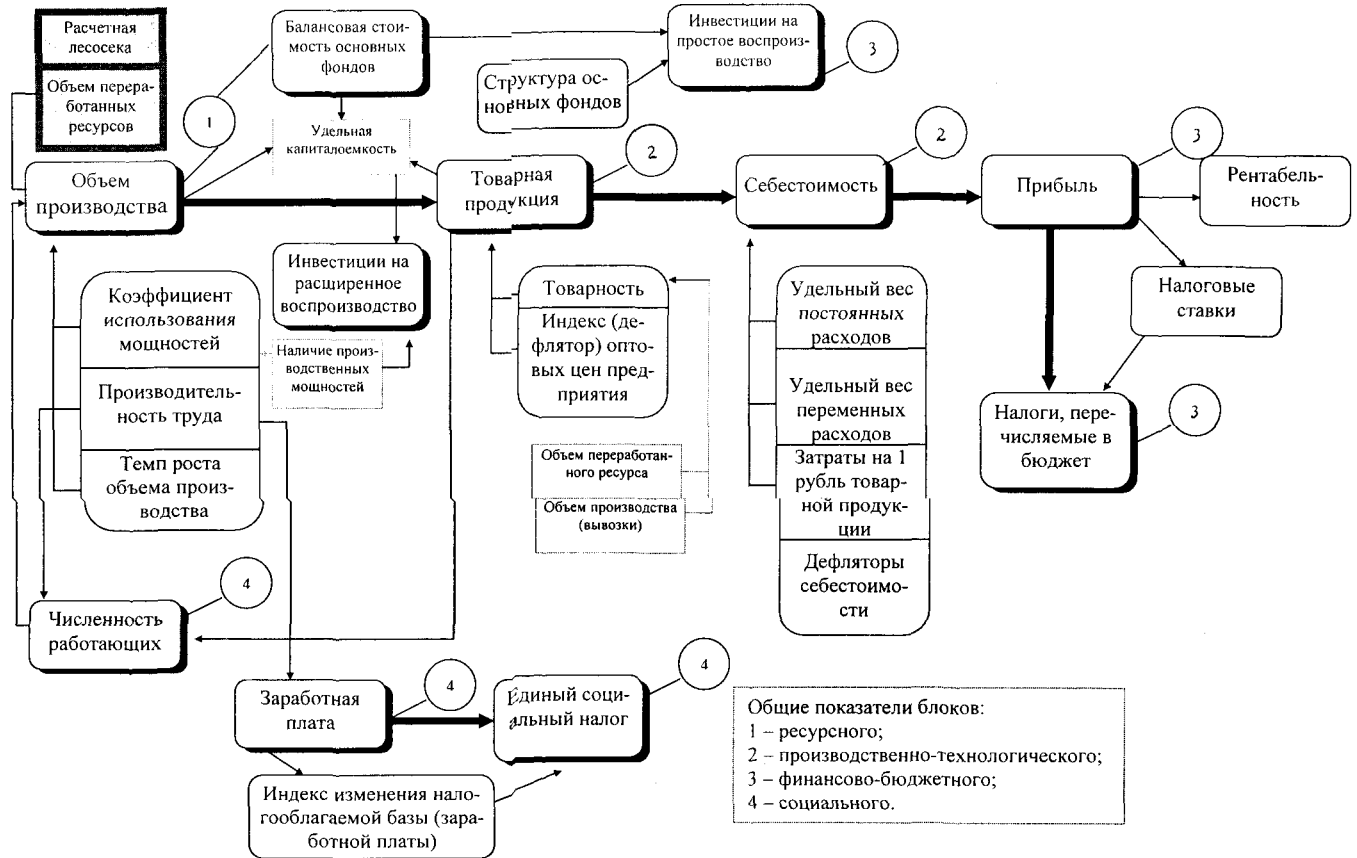 Расчетная
лесосека
Объем перера-
ботанных
ресурсов
Балансовая стои-
мость основных
фондов
Инвестиции на
простое воспроиз-
водство
3
Структура ос-
новных фондов
1
Удельная
капиталоемкость
2
2
3
Объем
производства
Товарная
продукция
Себестоимость
Прибыль
Рентабель-
ность
Инвестиции на
расширенное
воспроизводство
Коэффициент
использования
мощностей
Производитель-
ность труда
Темп роста
объема произ-
водства
Наличие произ-
водственных
мощностей
Товарность
Индекс (де-
флятор) опто-
вых цен пред-
приятия
Удельный вес
постоянных
расходов
Удельный вес
переменных
расходов
Затраты на 1
рубль товар-
ной продук-
ции
Дефляторы
себестоимо-
сти
Налоговые
ставки
Налоги, пере-
числяемые в
бюджет
3
Объем переработан-
ного ресурса
Объем производства
(вывозки)
4
Численность
работающих
Заработная
плата
4
Единый соци-
альный налог
4
Индекс изменения нало-
гооблагаемой базы (зара-
ботной платы)
Общие показатели блоков:
1 – ресурсного;
2 – производственно-технологического;
3 – финансово-бюджетного;
4 – социального.